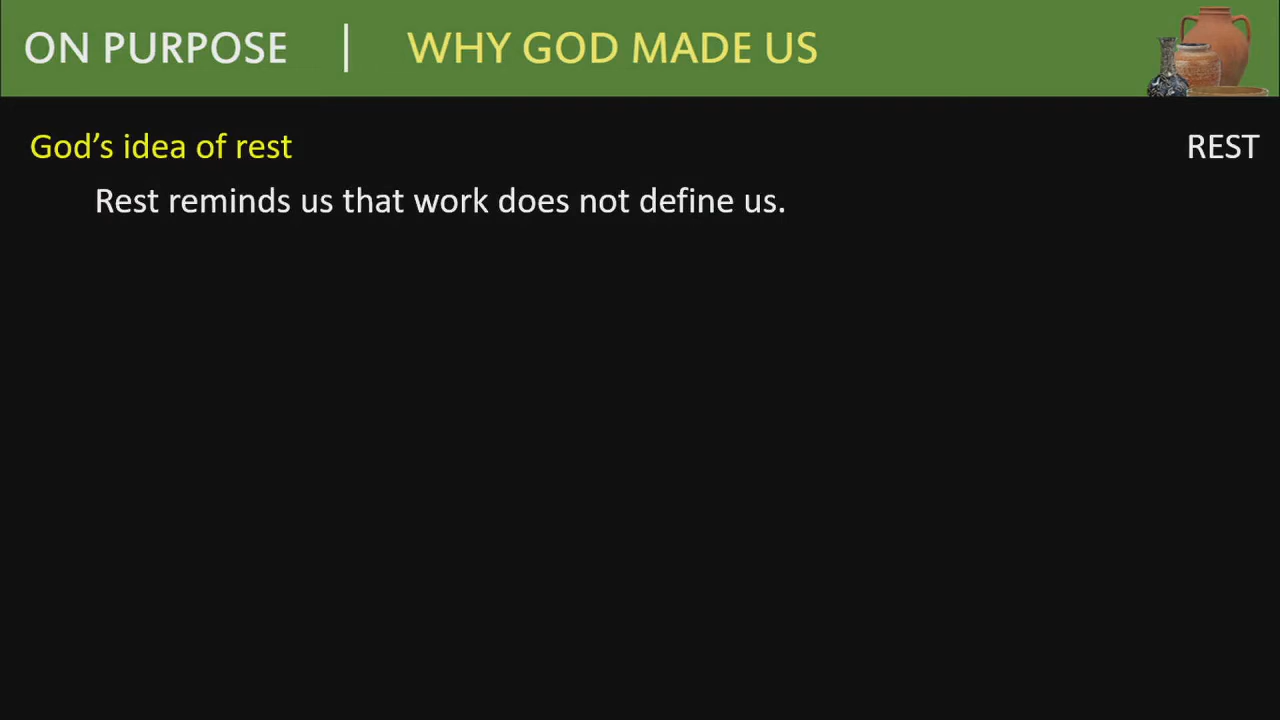 ON PURPOSE | WHY GOD MADE US
God’s idea of rest REST
Rest reminds us that work does not define us.